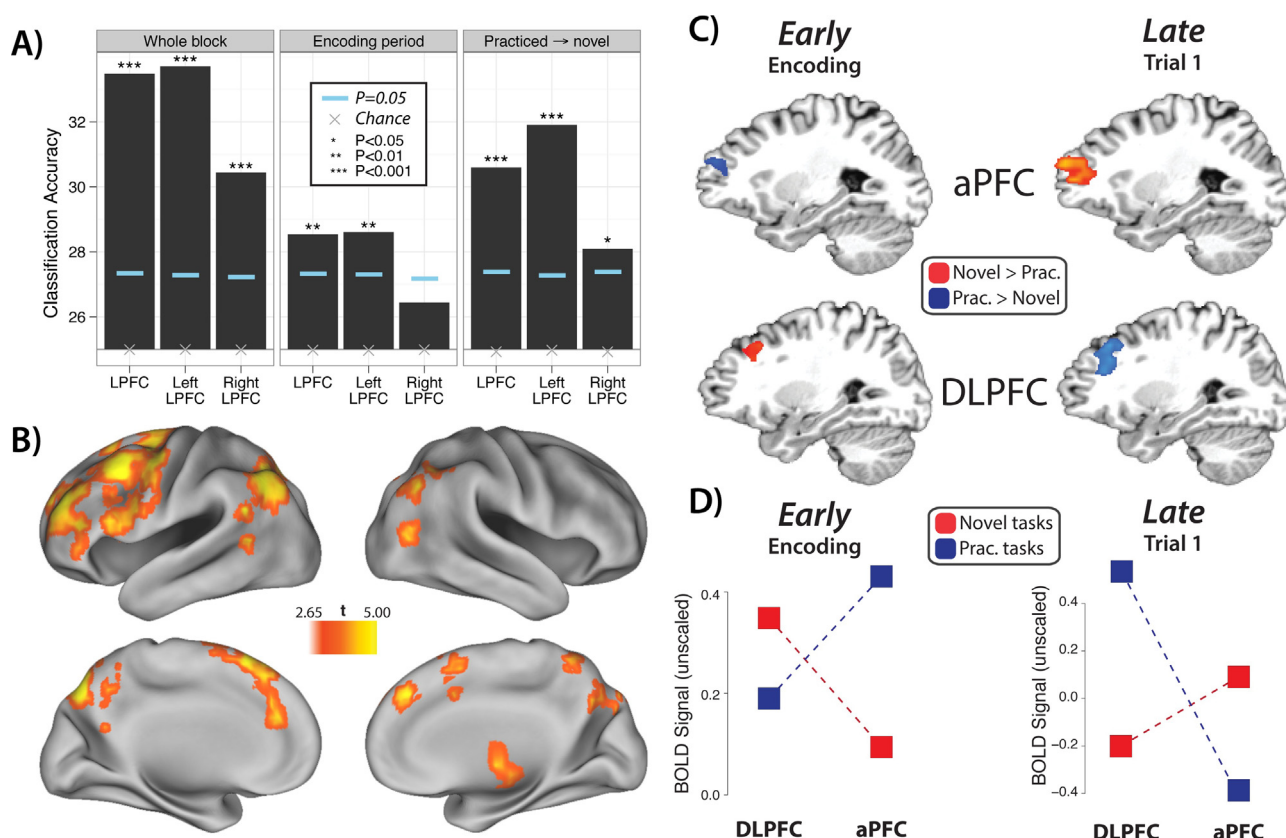 A)
Whole block
Encoding period
Practiced → novel
Classification Accuracy
32
30
28
26
***
***
***
**
**
***
***
*
P=0.05
Chance
* P<0.05
** P<0.01
*** P<0.001
LPFC
Left
LPFC
Right
LPFC
LPFC
Left
LPFC
Right
LPFC
LPFC
Left
LPFC
Right
LPFC
B)
2.65 t 5.00
C)
Early
Encoding
Late
Trial 1
aPFC
Novel > Prac.
Prac. > Novel
DLPFC
D)
Early
Encoding
Novel tasks
Prac. tasks
Late
Trial 1
BOLD Signal (unscaled)
0.4
0.2
0.0
DLPFC aPFC
BOLD Signal (unscaled)
0.4
0.2
0.0
−0.2
−0.4
DLPFC aPFC